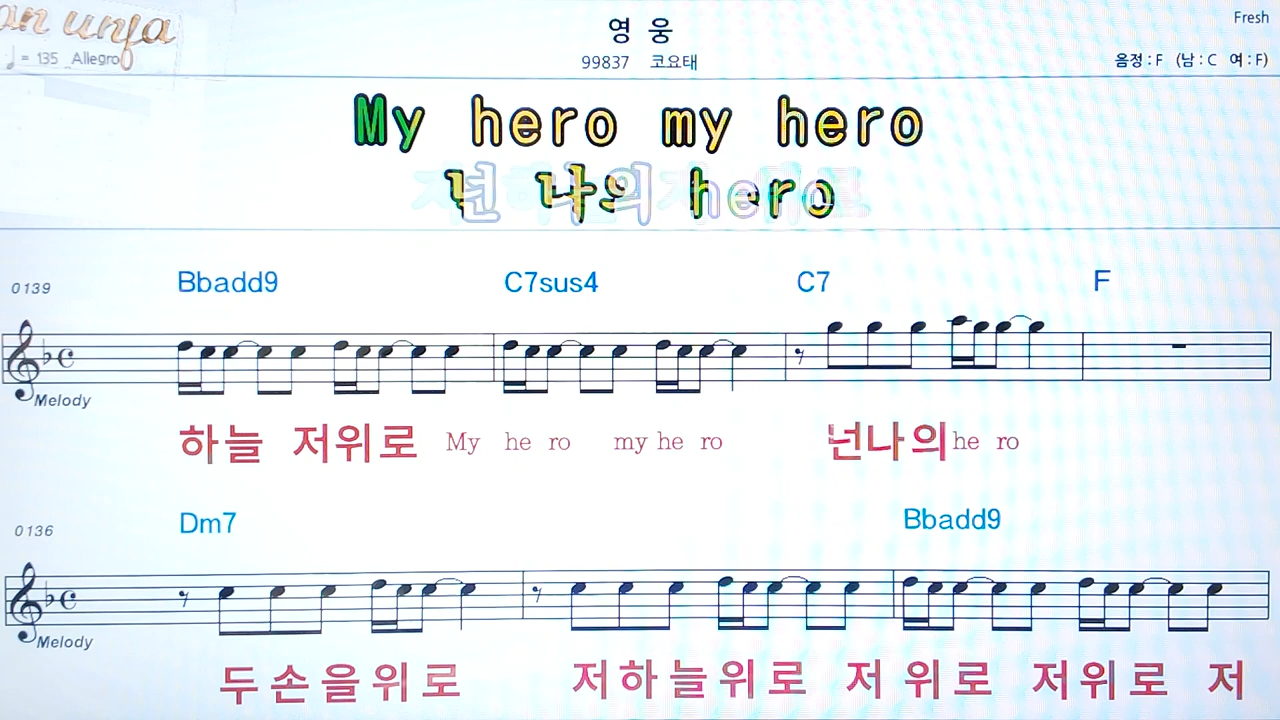 Fresh
영 웅
♩ = 135 Allegro
99837 코요태
음정 : F (남 : C 여 : F)
My hero my hero
넌 나의 hero
0139 Bbadd9 C7sus4 C7 F
Melody
하늘 저위로 My he ro my he ro 넌나의 he ro
0136 Dm7 Bbadd9
Melody
두손을위로 저하늘위로 저 위로 저위로 저